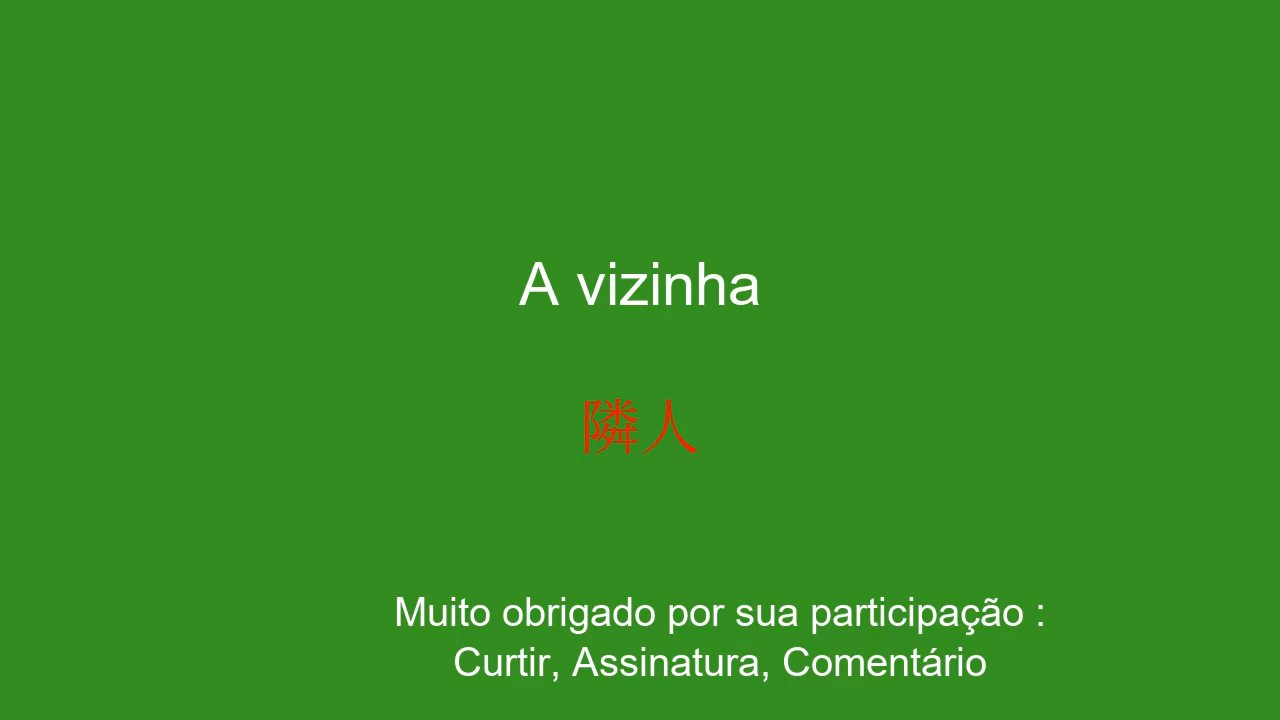 A vizinha
隣人
Muito obrigado por sua participação :
Curtir, Assinatura, Comentário